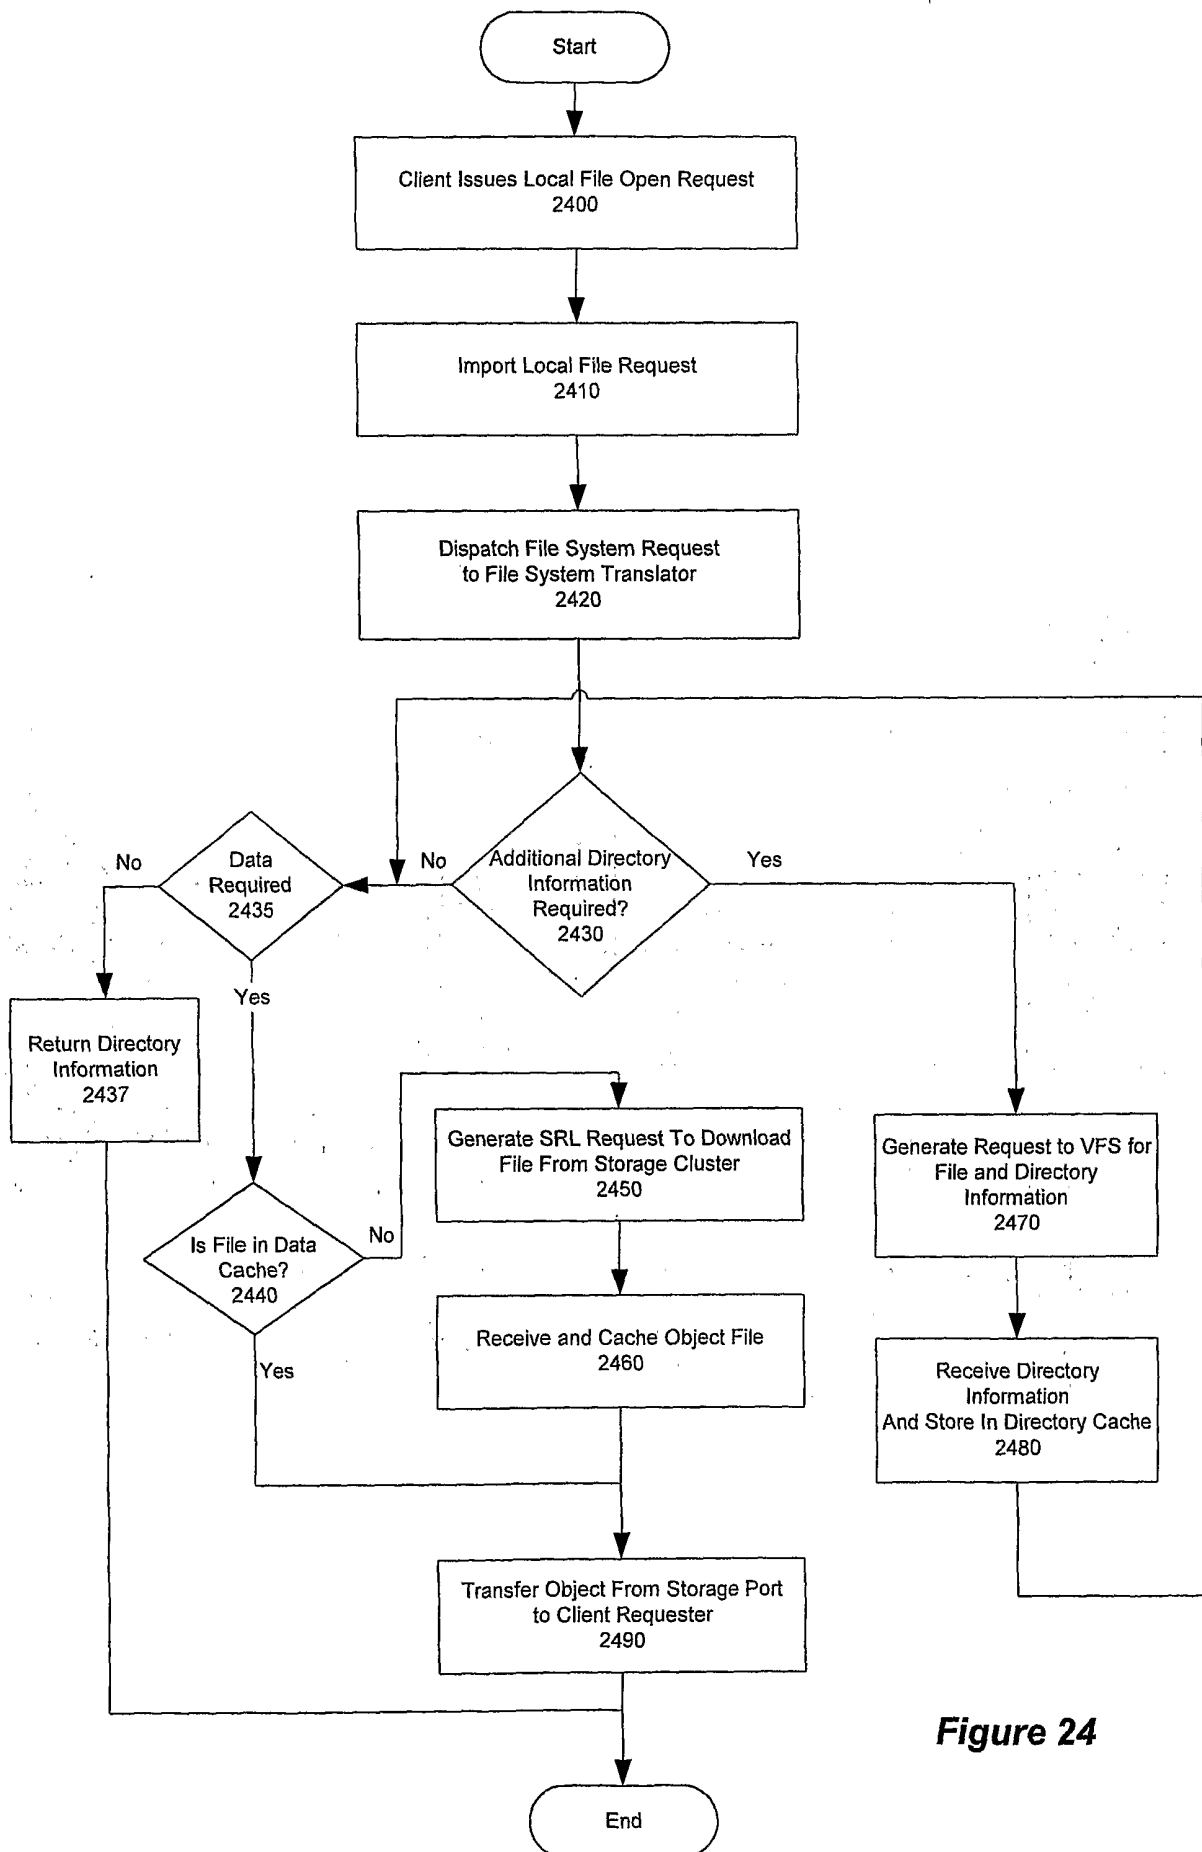 Start
Client Issues Local File Open Request
2400
Import Local File Request
2410
Dispatch File System Request
to File System Translator
2420
Additional Directory
Information
Required?
2430
No
Yes
Data
Required
2435
No
Yes
Return Directory
Information
2437
Is File in Data
Cache?
2440
No
Yes
Generate SRL Request To Download
File From Storage Cluster
2450
Receive and Cache Object File
2460
Generate Request to VFS for
File and Directory
Information
2470
Receive Directory
Information
And Store In Directory Cache
2480
Transfer Object From Storage Port
to Client Requester
2490
End
Figure 24